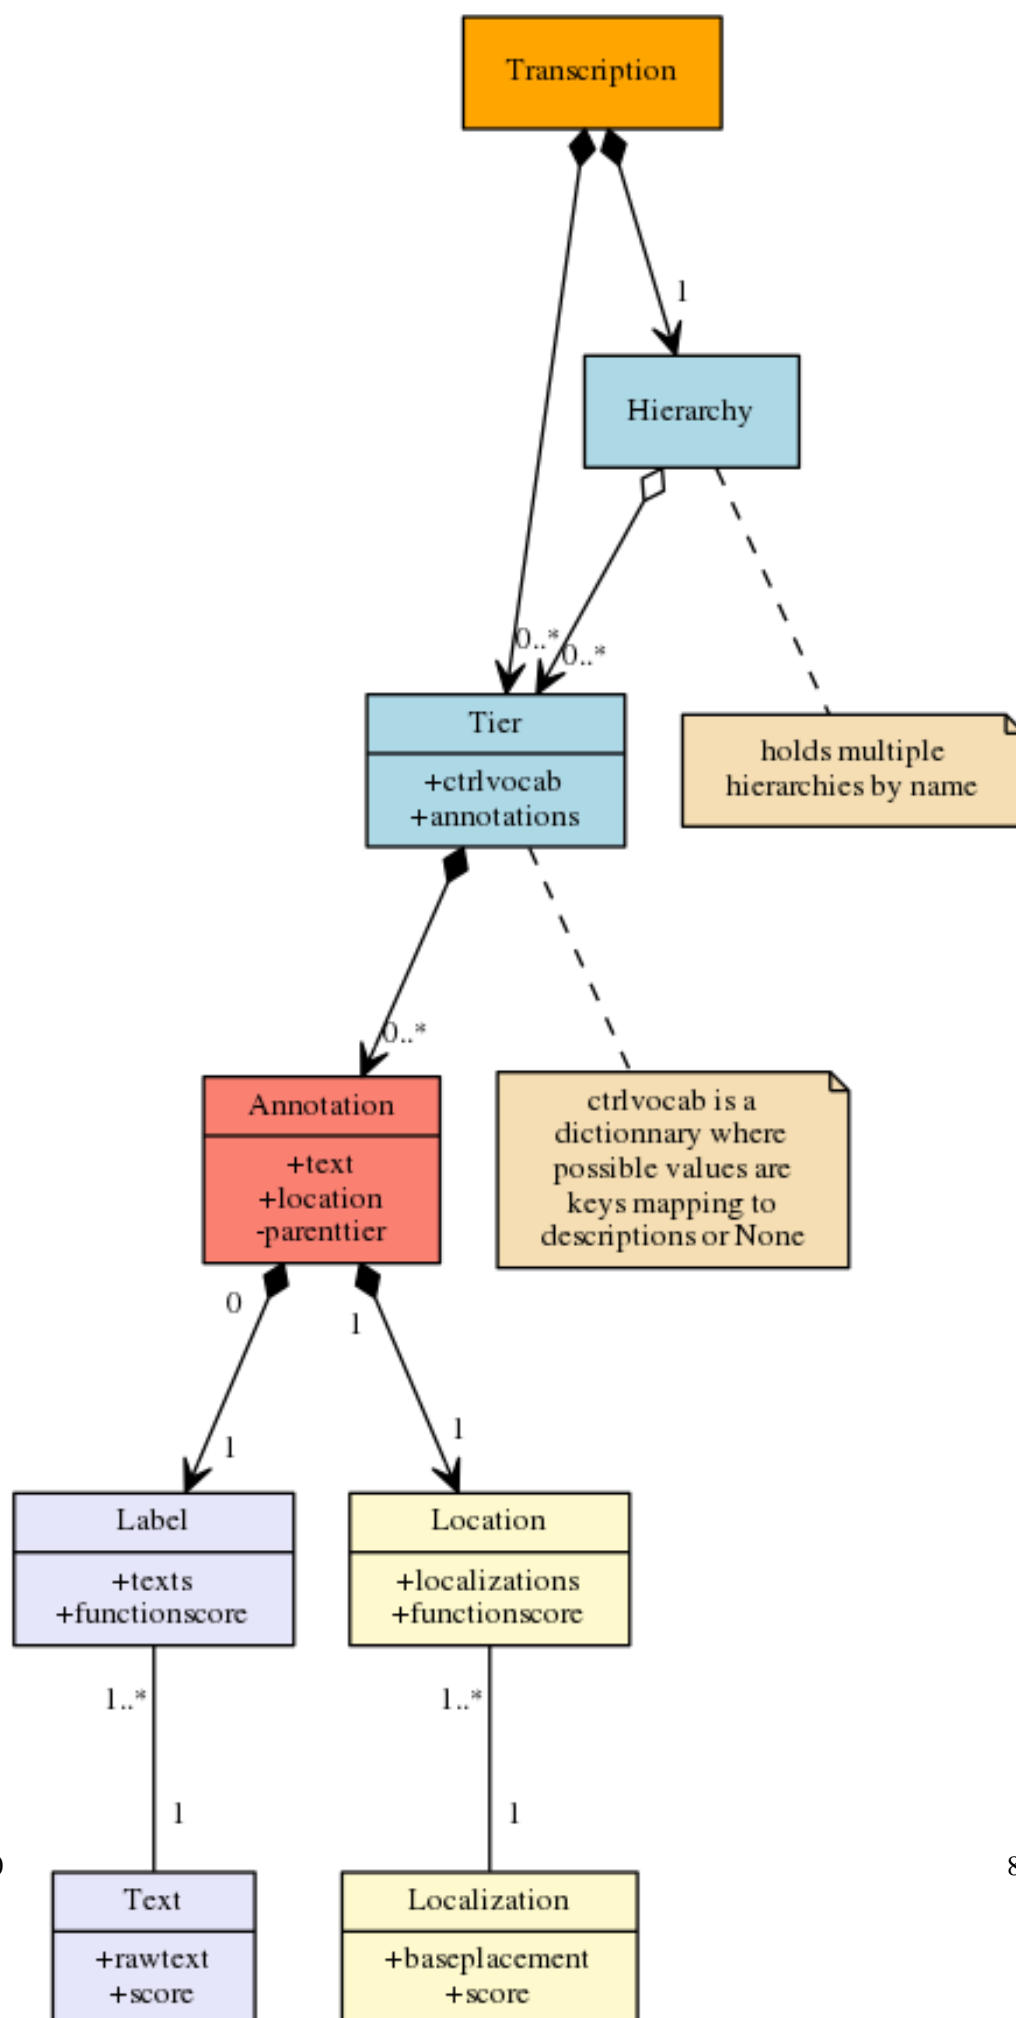 Transcription
1
Hierarchy
0..*
0..*
Tier
+ctrlvocab
+annotations
holds multiple
hierarchies by name
0..*
Annotation
+text
+location
-parenttier
ctrlvocab is a
dictionnary where
possible values are
keys mapping to
descriptions or None
0
1
1
1
Label
+texts
+functionscore
Location
+localizations
+functionscore
1..*
1..*
1
1
8
Text
+rawtext
+score
Localization
+baseplacement
+score